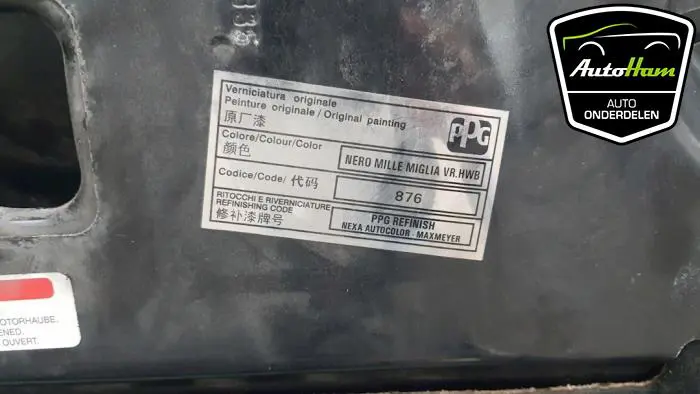 335
AutoHam
AUTO
ONDERDELEN
Verniciatura originale
Peinture originale / Original painting
原厂漆
PPG
Colore/Colour/Color
颜色
NERO MILLE MIGLIA VR.HWB
Codice/Code/ 代码
876
RITOCCHI E RIVERNICIATURE
REFINISHING CODE
修补漆牌号
PPG REFINISH
NEXA AUTOCOLOR - MAXMEYER
OTORHAUBE.
ENED.
OUVERT.